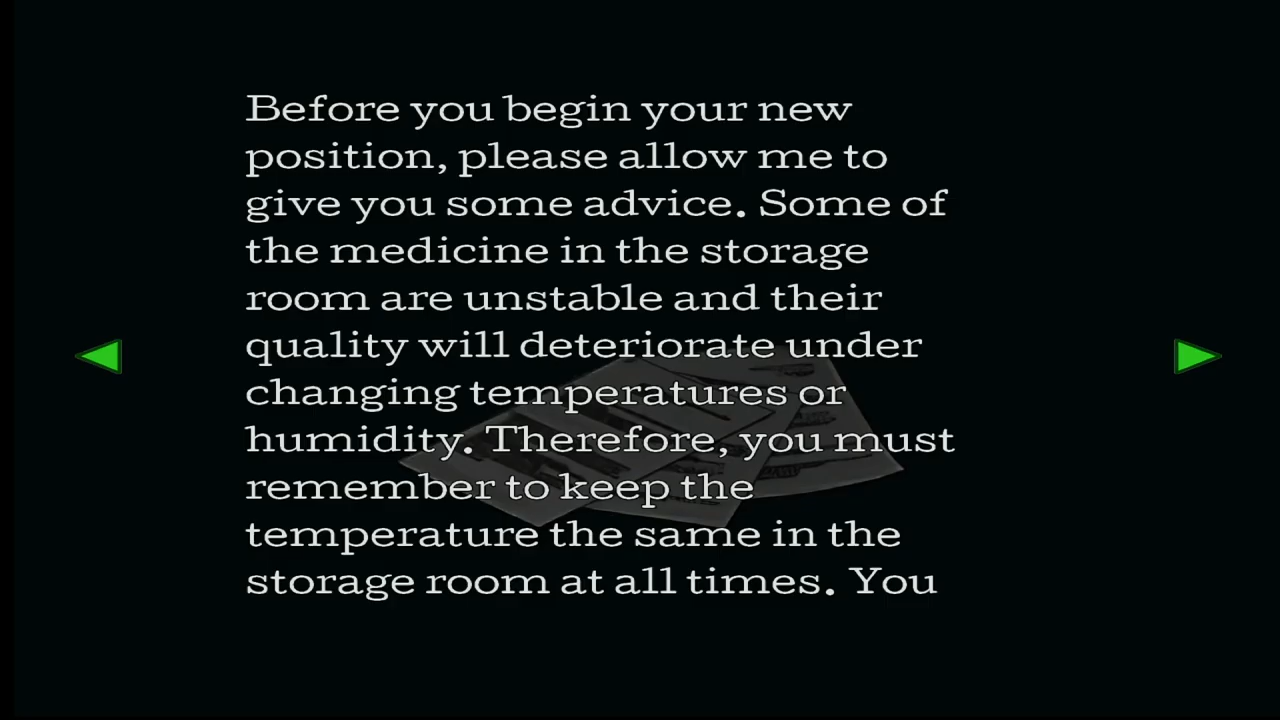 Before you begin your new
position, please allow me to
give you some advice. Some of
the medicine in the storage
room are unstable and their
quality will deteriorate under
changing temperatures or
humidity. Therefore, you must
remember to keep the
temperature the same in the
storage room at all times. You